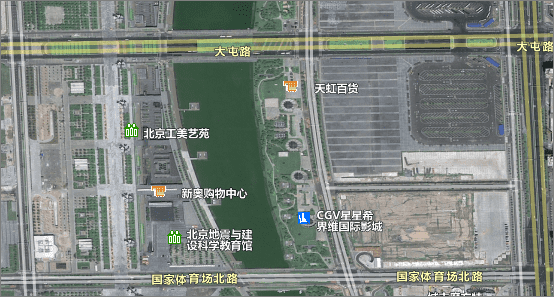 大屯路
大屯路
天虹百货
北京工美艺苑
新奥购物中心
CGV星星希
界维国际影城
北京地震与建
设科学教育馆
国家体育场北路
国家体育场北路